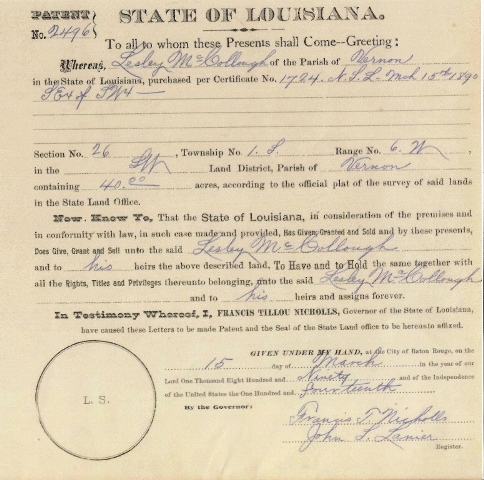 PATENT
No. 2496
STATE OF LOUISIANA.
To all to whom these Presents shall Come--Greeting:
Whereas, Lesley McCollough of the Parish of Vernon
in the State of Louisiana, purchased per Certificate No. 1724. N.S.L. Mch 15th 1890
SE4 of SW4
Section No. 26, Township No. 1. S. Range No. 6. W
in the SW Land District, Parish of Vernon
containing 40.00 acres, according to the official plat of the survey of said lands
in the State Land Office.
Now. Know Ye, That the State of Louisiana, in consideration of the premises and
in conformity with law, in such case made and provided, Has Given, Granted and Sold and by these presents,
Does Give, Grant and Sell unto the said Lesley McCollough
and to his heirs the above described land, To Have and to Hold the same together with
all the Rights, Titles and Privileges thereunto belonging, unto the said Lesley McCollough
and to his heirs and assigns forever.
In Testimony Whereof, I, FRANCIS TILLOU NICHOLLS, Governor of the State of Louisiana,
have caused these Letters to be made Patent and the Seal of the State Land office to be hereunto affixed.
GIVEN UNDER MY HAND, at the City of Baton Rouge, on the
15 day of March in the year of our
Lord One Thousand Eight Hundred and Ninety and of the Independence
of the United States the One Hundred and Fourteenth
By the Governor:
L. S.
Francis T. Nicholls
John S. Lanier
Register.